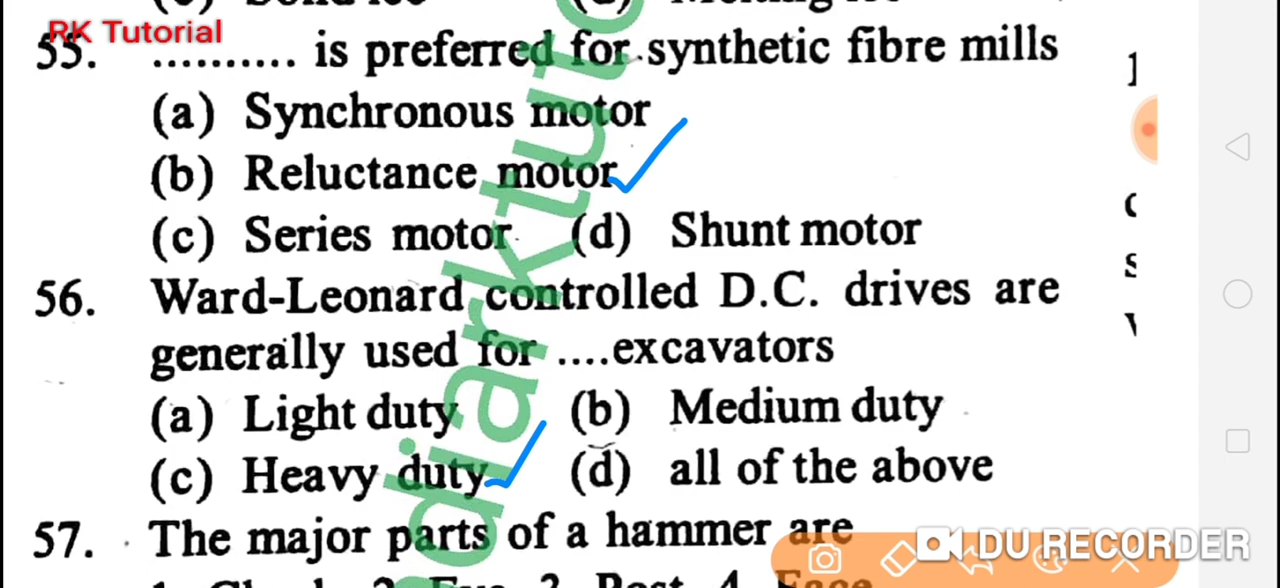 RK Tutorial
55. .......... is preferred for synthetic fibre mills
(a) Synchronous motor
(b) Reluctance motor
(c) Series motor (d) Shunt motor
56. Ward-Leonard controlled D.C. drives are
generally used for ....excavators
(a) Light duty (b) Medium duty
(c) Heavy duty (d) all of the above
57. The major parts of a hammer are
DU RECORDER
diarktuto